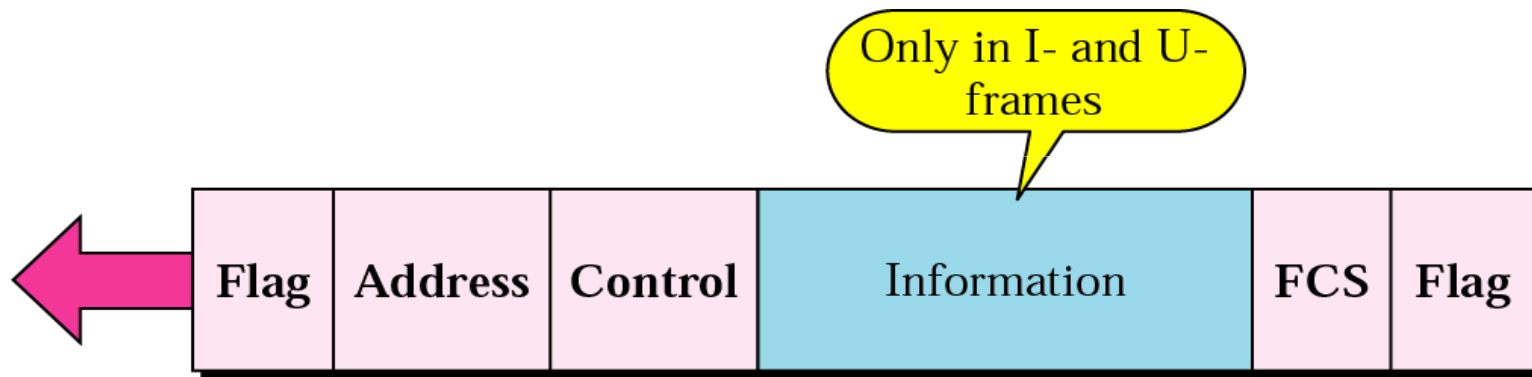 Only in I- and U-
frames
Flag Address Control Information FCS Flag